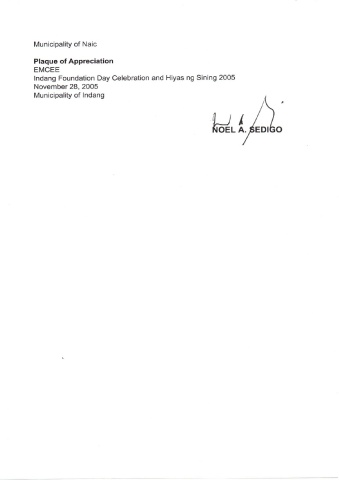 Municipality of Naic
Plaque of Appreciation
EMCEE
Indang Foundation Day Celebration and Hiyas ng Sining 2005
November 28, 2005
Municipality of Indang
NOEL A. SEDIGO